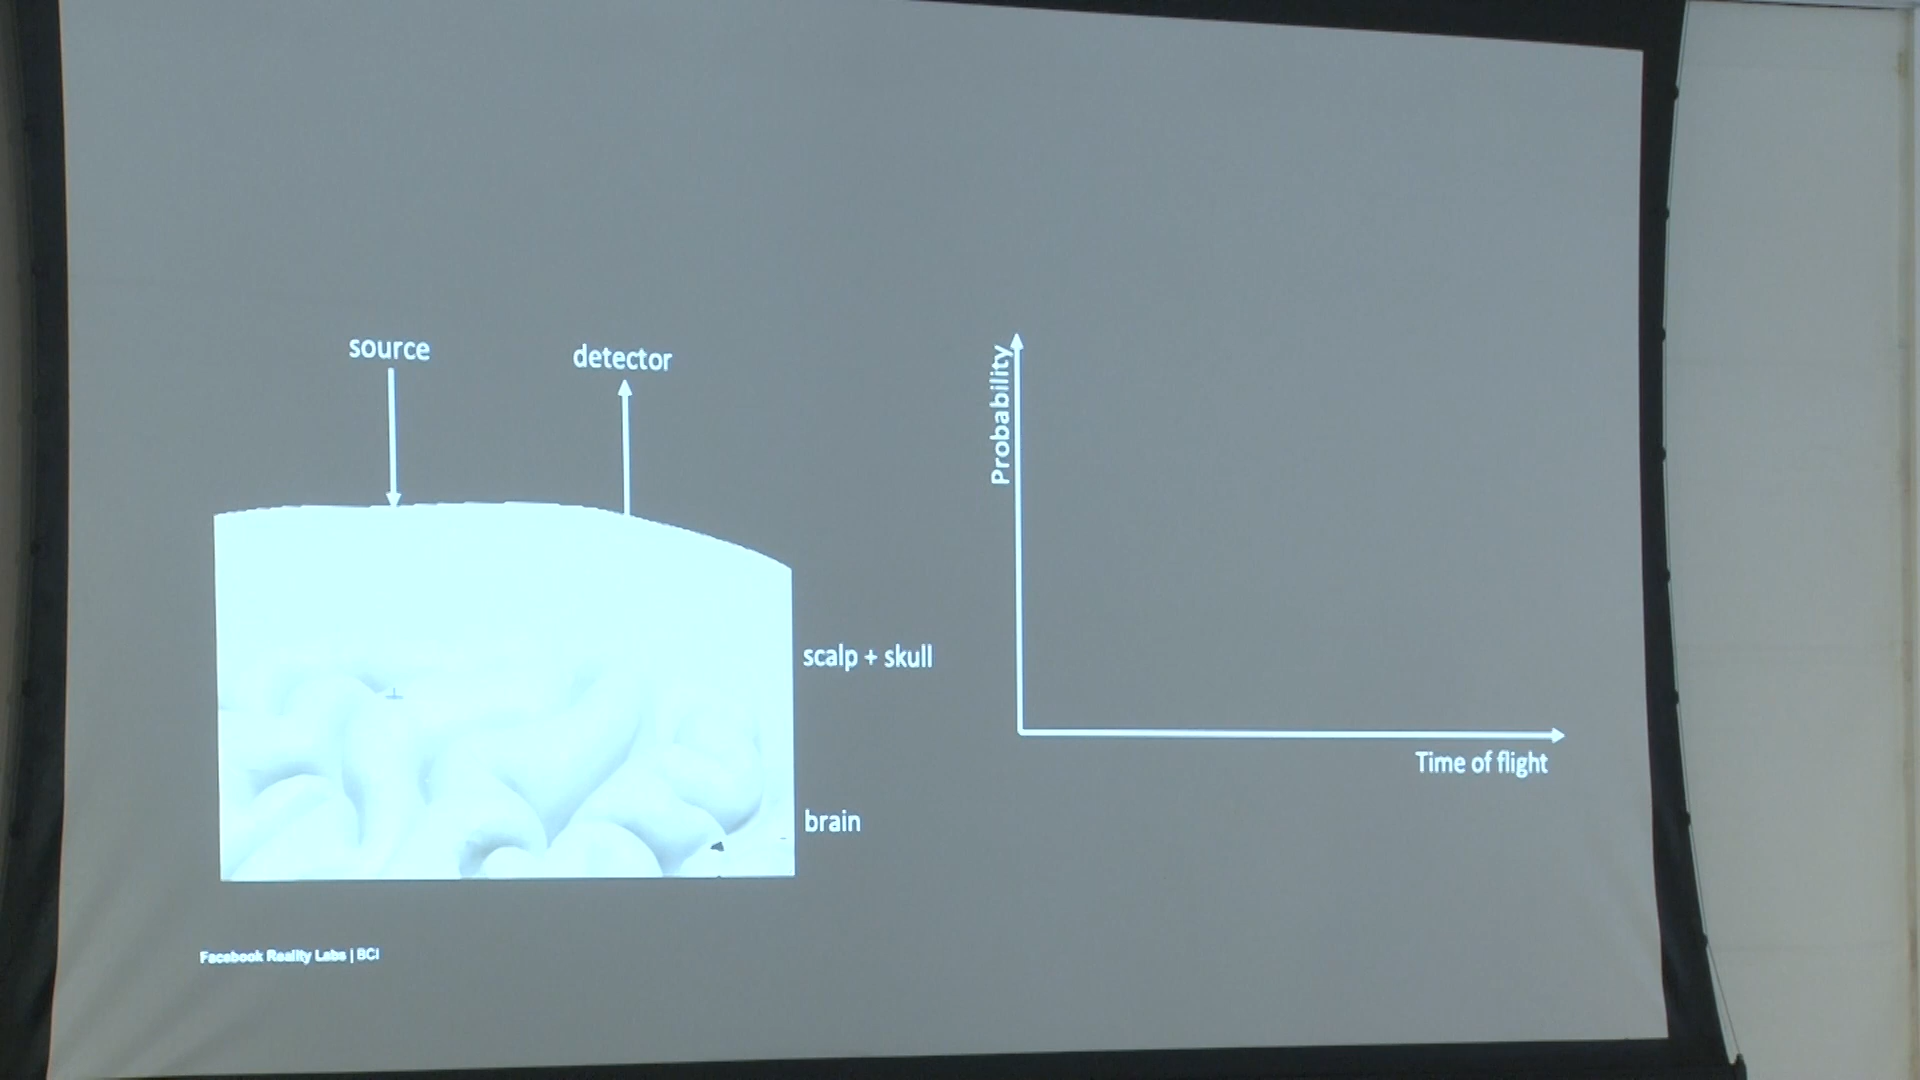 source
detector
scalp + skull
brain
Probability
Time of flight
Facebook Reality Labs | BCI